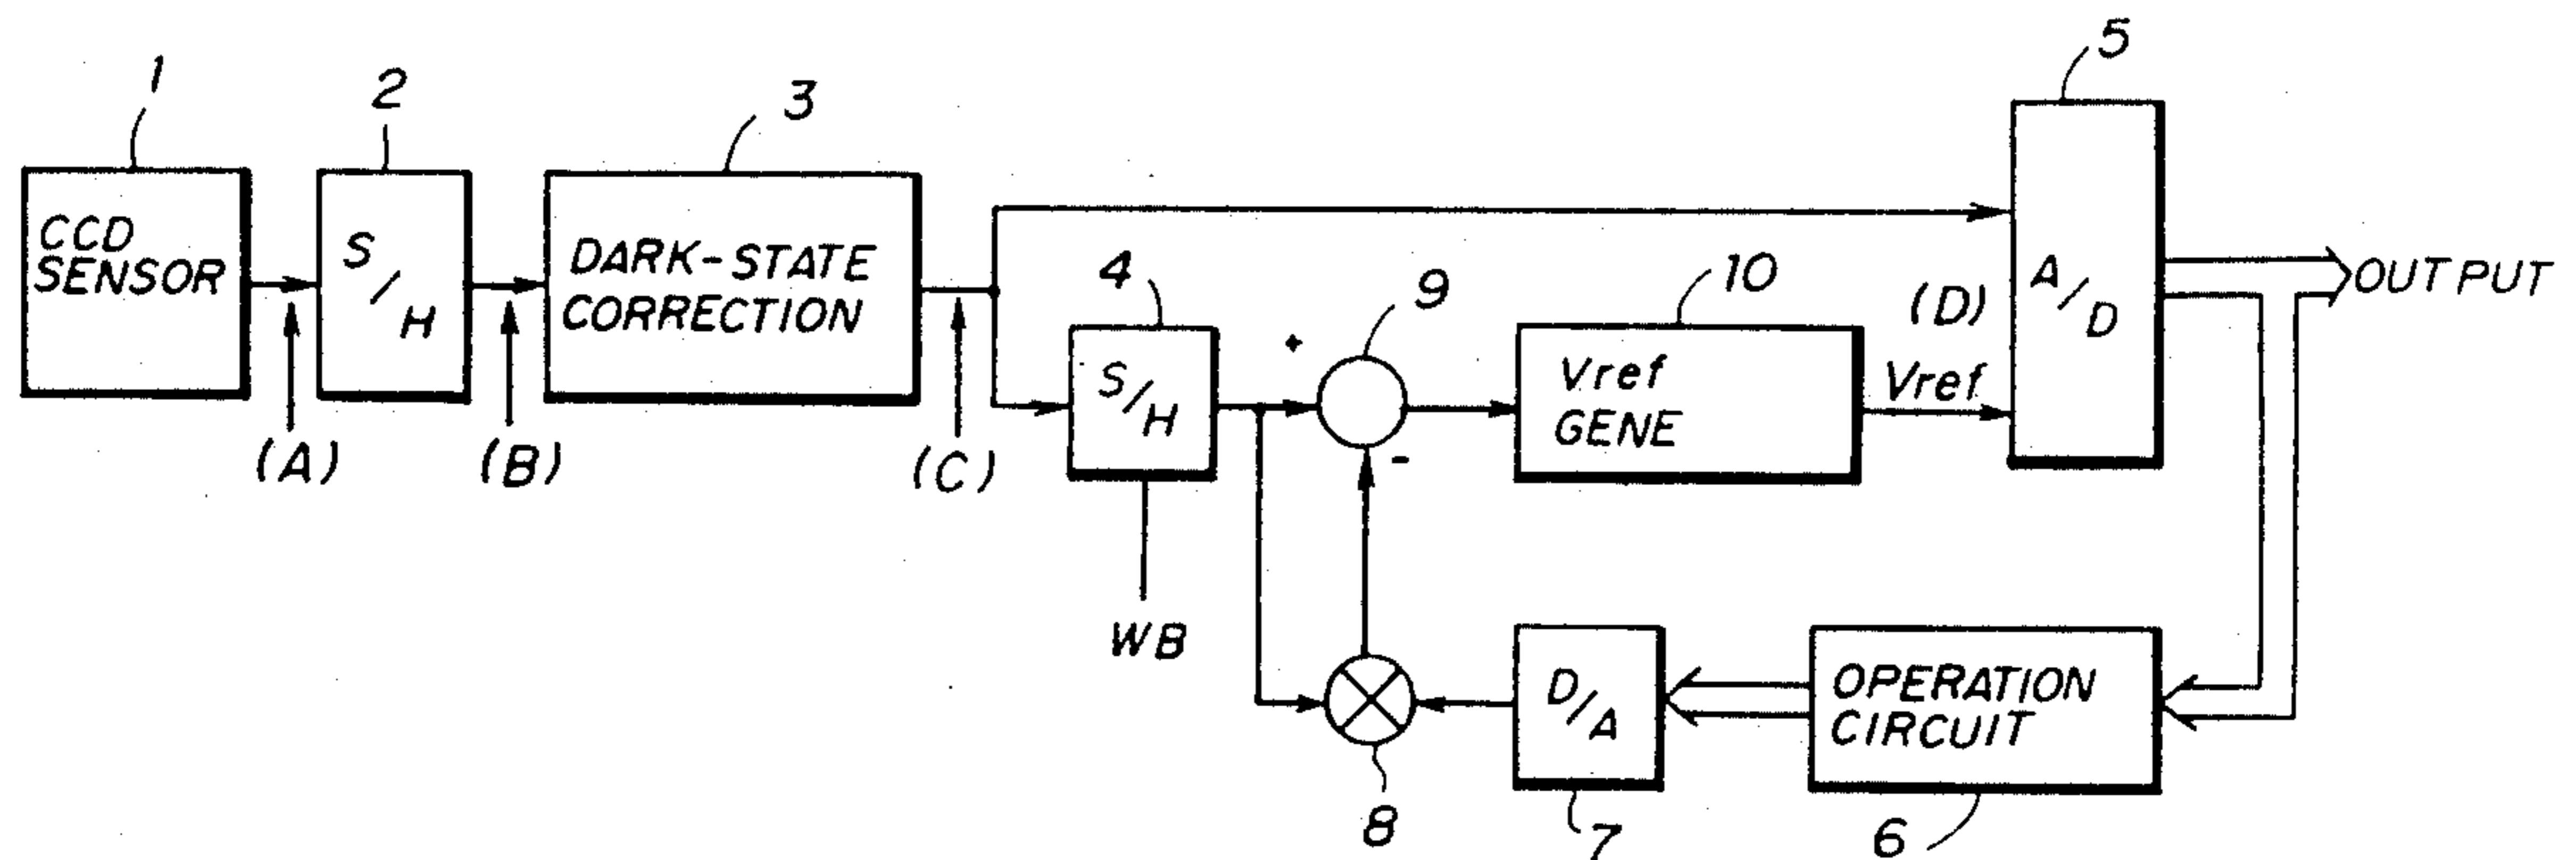 1
2
3
5
CCD
SENSOR
S/H
DARK-STATE
CORRECTION
4
9
10
(D)
A/D
OUTPUT
S/H
+
-
Vref
GENE
Vref
(A)
(B)
(C)
WB
D/A
OPERATION
CIRCUIT
8
7
6